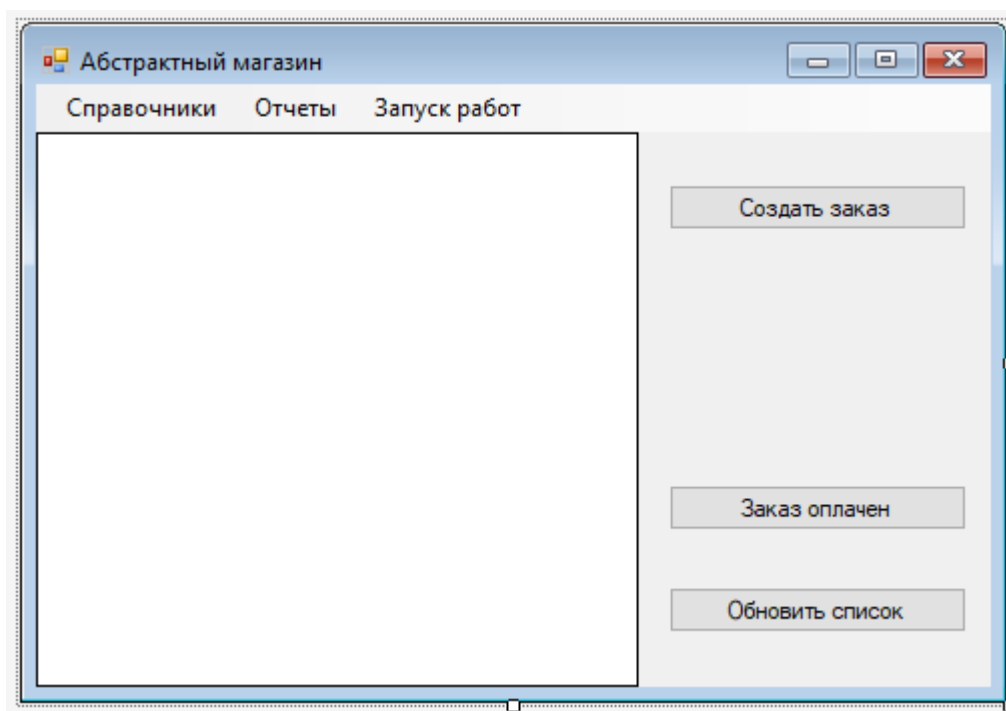 Абстрактный магазин
Справочники Отчеты Запуск работ
Создать заказ
Заказ оплачен
Обновить список